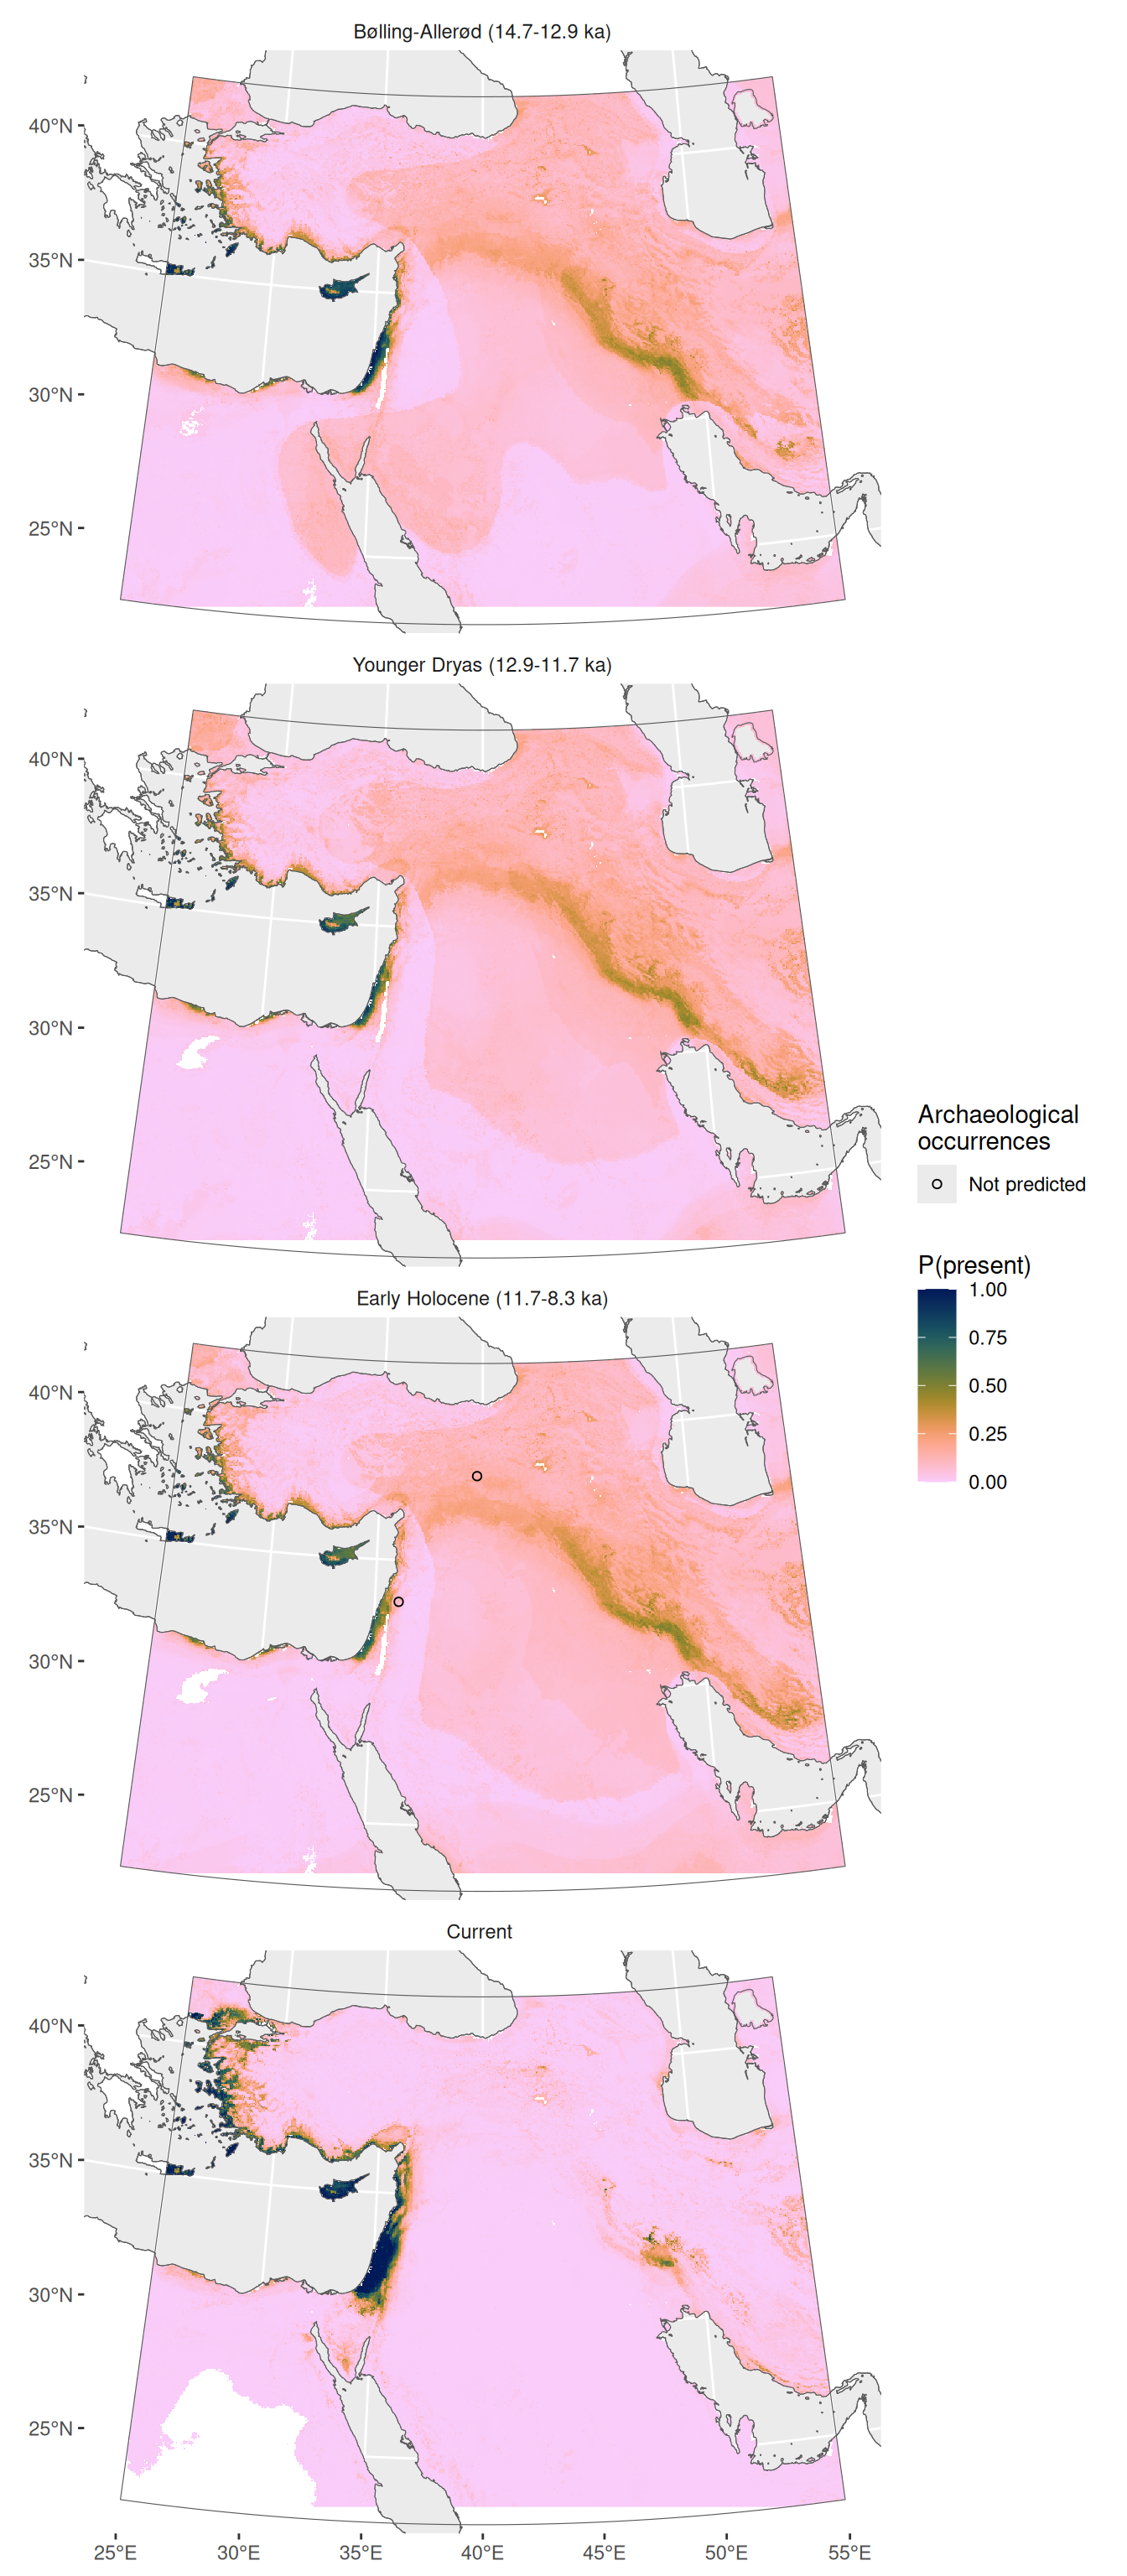 Bølling-Allerød (14.7-12.9 ka)
40°N
35°N
30°N
25°N
Younger Dryas (12.9-11.7 ka)
40°N
35°N
30°N
25°N
Archaeological
occurrences
Not predicted
P(present)
1.00
0.75
0.50
0.25
0.00
Early Holocene (11.7-8.3 ka)
40°N
35°N
30°N
25°N
Current
40°N
35°N
30°N
25°N
25°E 30°E 35°E 40°E 45°E 50°E 55°E